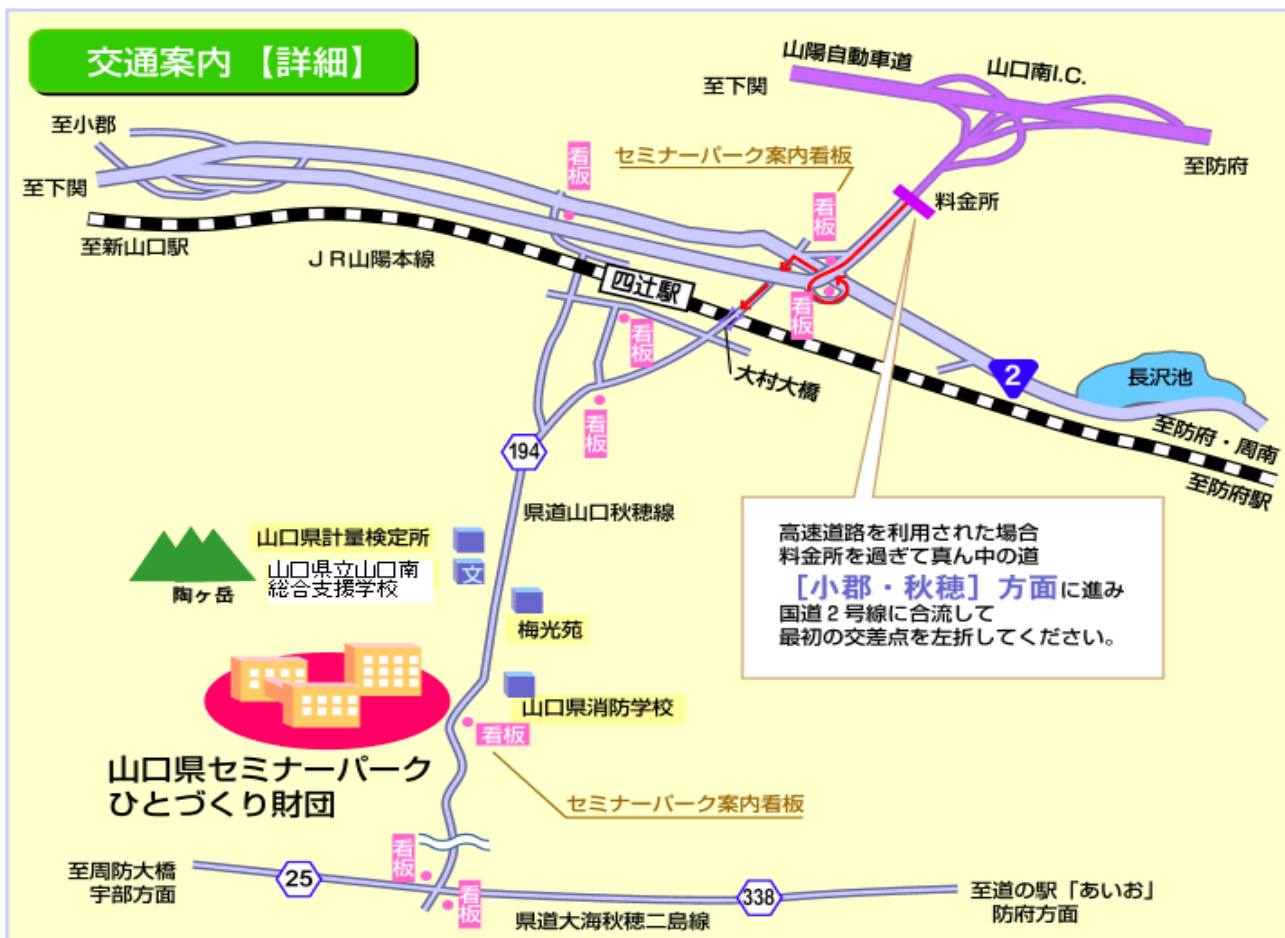 交通案内【詳細】
山陽自動車道
山口南I.C.
至下関
至防府
至小郡
至下関
看板
セミナーパーク案内看板
看板
料金所
至新山口駅
JR山陽本線
四辻駅
看板
看板
大村大橋
2
長沢池
至防府・周南
至防府駅
看板
194
県道山口秋穂線
高速道路を利用された場合
料金所を過ぎて真ん中の道
［小郡・秋穂］方面に進み
国道2号線に合流して
最初の交差点を左折してください。
山口県計量検定所
山口県立山口南
総合支援学校
文
陶ヶ岳
梅光苑
山口県消防学校
看板
山口県セミナーパーク
ひとづくり財団
セミナーパーク案内看板
看板
至周防大橋
宇部方面
25
看板
県道大海秋穂二島線
338
至道の駅「あいお」
防府方面